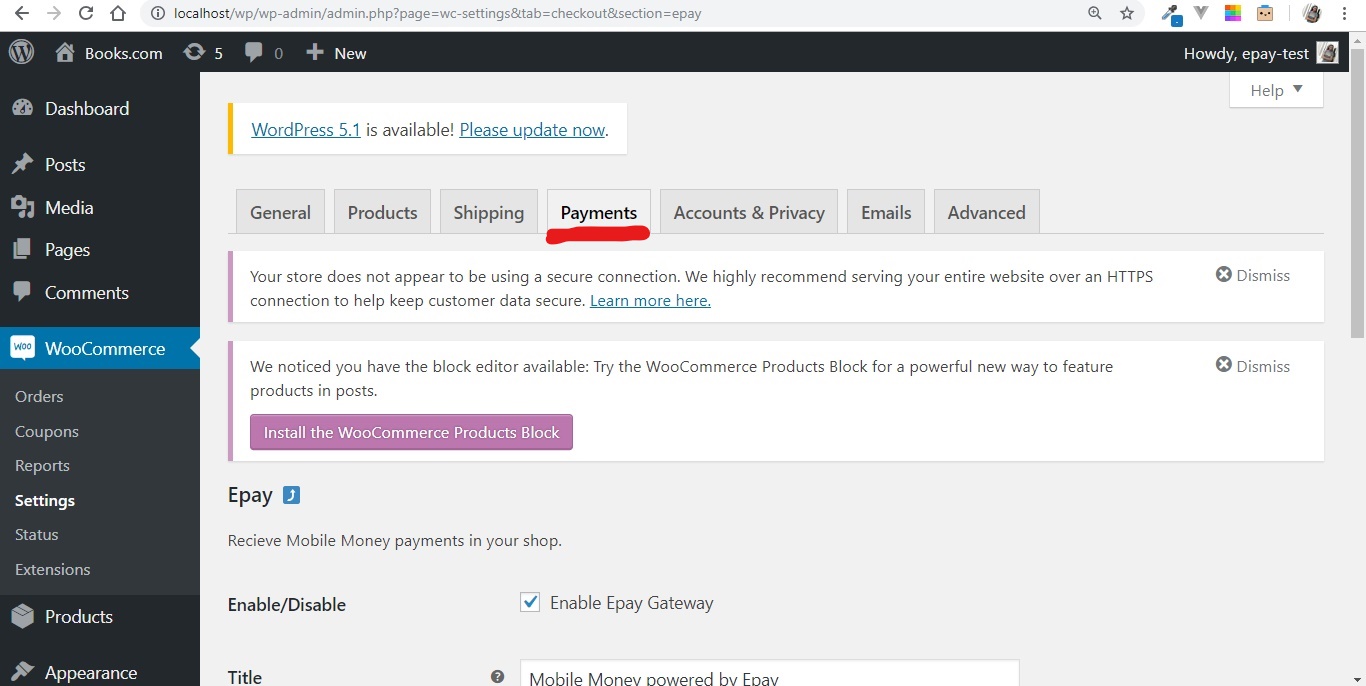 localhost/wp/wp-admin/admin.php?page=wc-settings&tab=checkout&section=epay
Books.com 5 0 New Howdy, epay-test
Help
Dashboard
WordPress 5.1 is available! Please update now.
Posts
Media
General Products Shipping Payments Accounts & Privacy Emails Advanced
Pages
Comments
Your store does not appear to be using a secure connection. We highly recommend serving your entire website over an HTTPS
connection to help keep customer data secure. Learn more here.
Dismiss
WOO WooCommerce
We noticed you have the block editor available: Try the WooCommerce Products Block for a powerful new way to feature
products in posts.
Dismiss
Install the WooCommerce Products Block
Orders
Coupons
Reports
Settings
Status
Extensions
Products
Appearance
Epay
Recieve Mobile Money payments in your shop.
Enable/Disable Enable Epay Gateway
Title Mobile Money powered by Epay